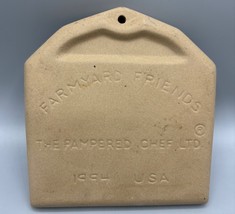 FARMYARD FRIENDS
®
THE PAMPERED CHEF, LTD.
1994 USA